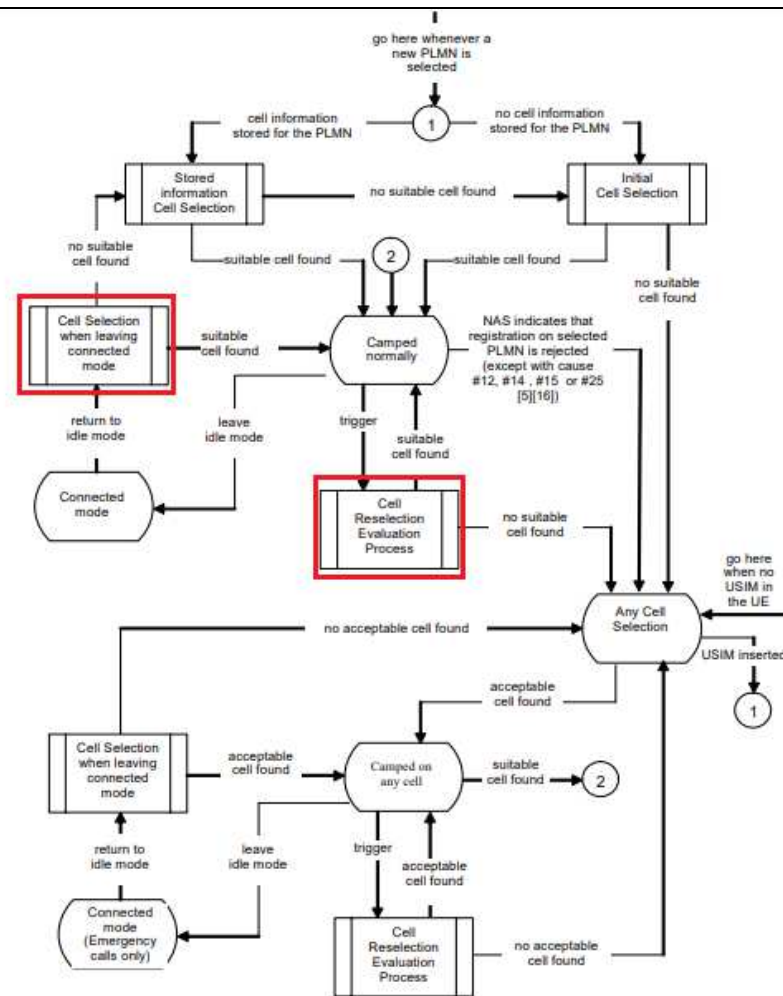 go here whenever a
new PLMN is
selected
cell information
stored for the PLMN
1
no cell information
stored for the PLMN
Stored
information
Cell Selection
no suitable cell found
Initial
Cell Selection
no suitable
cell found
suitable cell found
2
suitable cell found
no suitable
cell found
Cell Selection
when leaving
connected
mode
suitable
cell found
Camped
normally
NAS indicates that
registration on selected
PLMN is rejected
(except with cause
#12, #14 , #15 or #25
[5][16])
return to
idle mode
leave
idle mode
trigger
suitable
cell found
Connected
mode
Cell
Reselection
Evaluation
Process
no suitable
cell found
go here
when no
USIM in
the UE
Any Cell
Selection
no acceptable cell found
USIM inserted
1
acceptable
cell found
Cell Selection
when leaving
connected
mode
acceptable
cell found
Camped on
any cell
suitable
cell found
2
return to
idle mode
leave
idle mode
trigger
acceptable
cell found
Connected
mode
(Emergency
calls only)
Cell
Reselection
Evaluation
Process
no acceptable
cell found